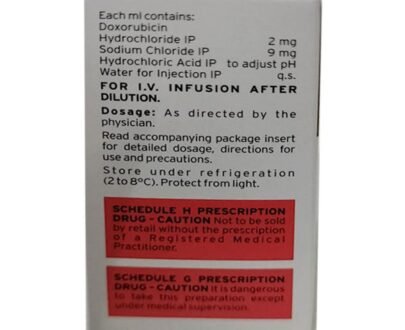 Each ml contains:
Doxorubicin
Hydrochloride IP 2 mg
Sodium Chloride IP 9 mg
Hydrochloric Acid IP to adjust pH
Water for Injection IP q.s.
FOR I.V. INFUSION AFTER
DILUTION.
Dosage: As directed by the
physician.
Read accompanying package insert
for detailed dosage, directions for
use and precautions.
Store under refrigeration
(2 to 8°C). Protect from light.
SCHEDULE H PRESCRIPTION
DRUG - CAUTION Not to be sold
by retail without the prescription
of a Registered Medical
Practitioner.
SCHEDULE G PRESCRIPTION
DRUG - CAUTION It is dangerous
to take this preparation except
under medical supervision.